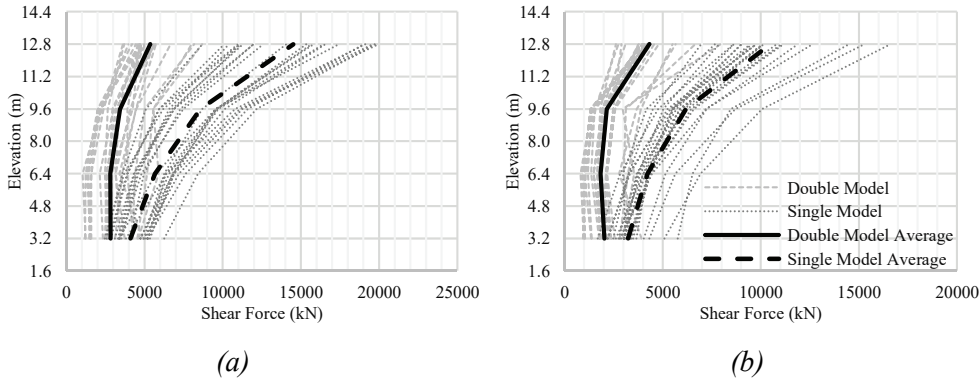 14.4
12.8
11.2
9.6
8.0
6.4
4.8
3.2
1.6
Elevation (m)
0 5000 10000 15000 20000 25000
Shear Force (kN)
(a)
14.4
12.8
11.2
9.6
8.0
6.4
4.8
3.2
1.6
Elevation (m)
Double Model
Single Model
Double Model Average
Single Model Average
0 5000 10000 15000 20000
Shear Force (kN)
(b)